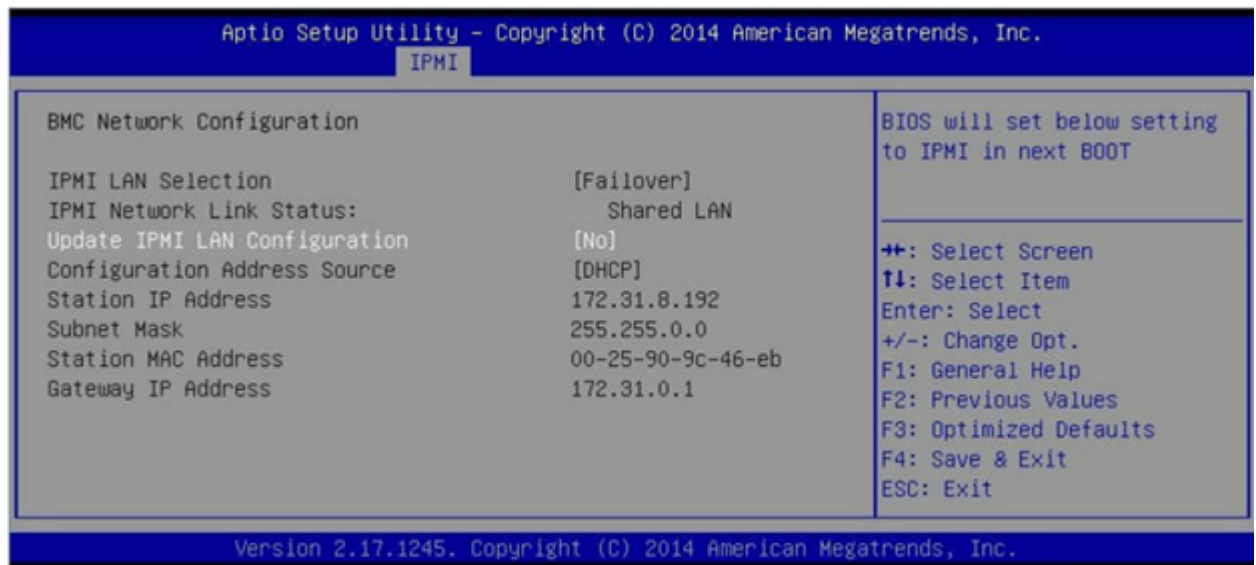 Aptio Setup Utility - Copyright (C) 2014 American Megatrends, Inc.
IPMI
BMC Network Configuration
IPMI LAN Selection [Failover]
IPMI Network Link Status: Shared LAN
Update IPMI LAN Configuration [No]
Configuration Address Source [DHCP]
Station IP Address 172.31.8.192
Subnet Mask 255.255.0.0
Station MAC Address 00-25-90-9c-46-eb
Gateway IP Address 172.31.0.1
BIOS will set below setting
to IPMI in next BOOT
→←: Select Screen
↑↓: Select Item
Enter: Select
+/-: Change Opt.
F1: General Help
F2: Previous Values
F3: Optimized Defaults
F4: Save & Exit
ESC: Exit
Version 2.17.1245. Copyright (C) 2014 American Megatrends, Inc.